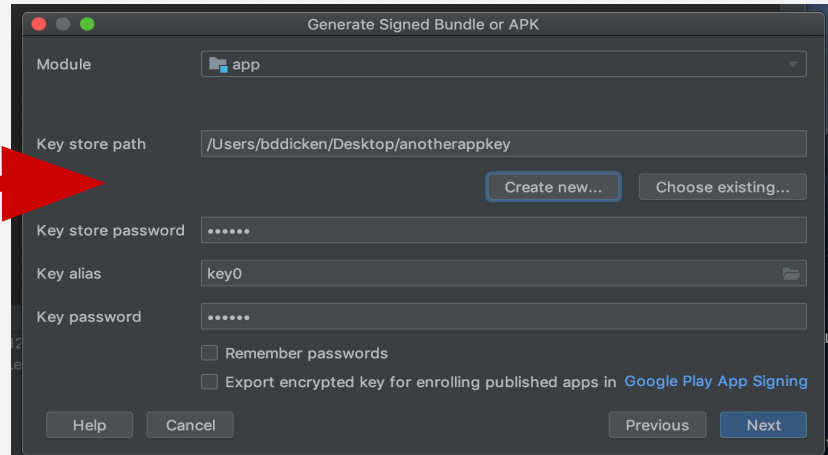 Generate Signed Bundle or APK
Module app
Key store path /Users/bddicken/Desktop/anotherappkey
Create new... Choose existing...
Key store password ••••••
Key alias key0
Key password ••••••
Remember passwords
Export encrypted key for enrolling published apps in Google Play App Signing
Help Cancel Previous Next